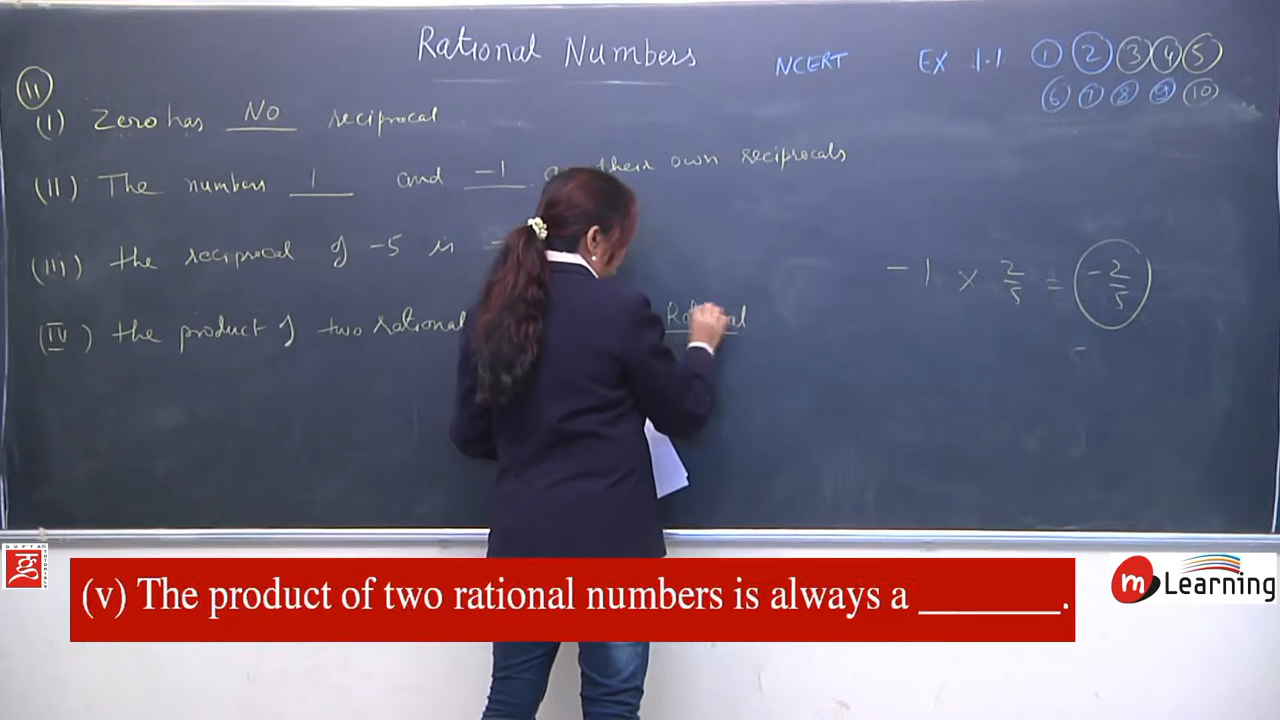 Rational Numbers
NCERT EX 1.1 1 2 3 4 5
6 7 8 9 10
11
(I) Zero has No reciprocal
(II) The numbers 1 and -1 their own reciprocals
(III) the reciprocal of -5 is -
-1 × 2/5 = -2/5
(IV) the product of two rational
GUPTA TUTORIALS
(v) The product of two rational numbers is always a ________.
m Learning